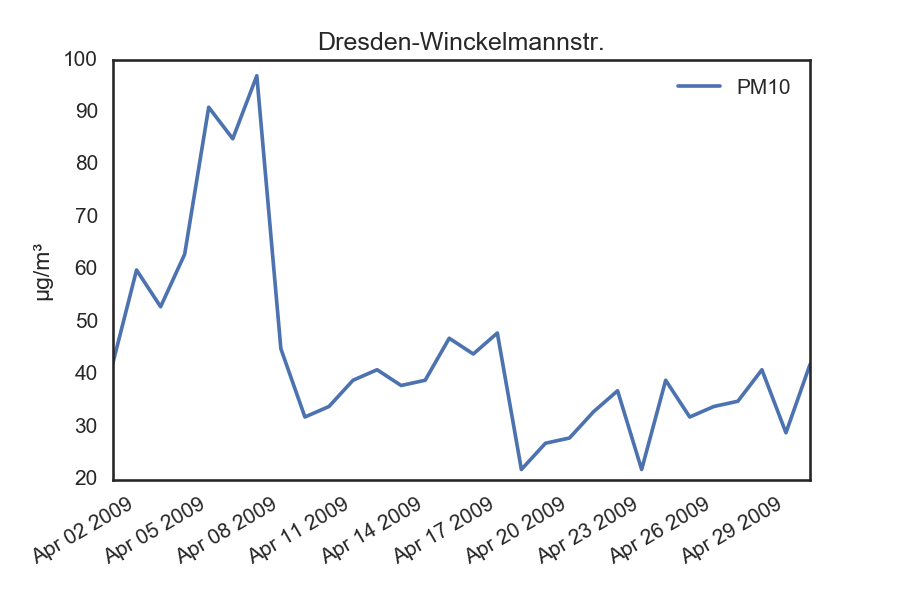 Dresden-Winckelmannstr.
100
90
80
70
60
50
40
30
20
µg/m³
PM10
Apr 02 2009
Apr 05 2009
Apr 08 2009
Apr 11 2009
Apr 14 2009
Apr 17 2009
Apr 20 2009
Apr 23 2009
Apr 26 2009
Apr 29 2009